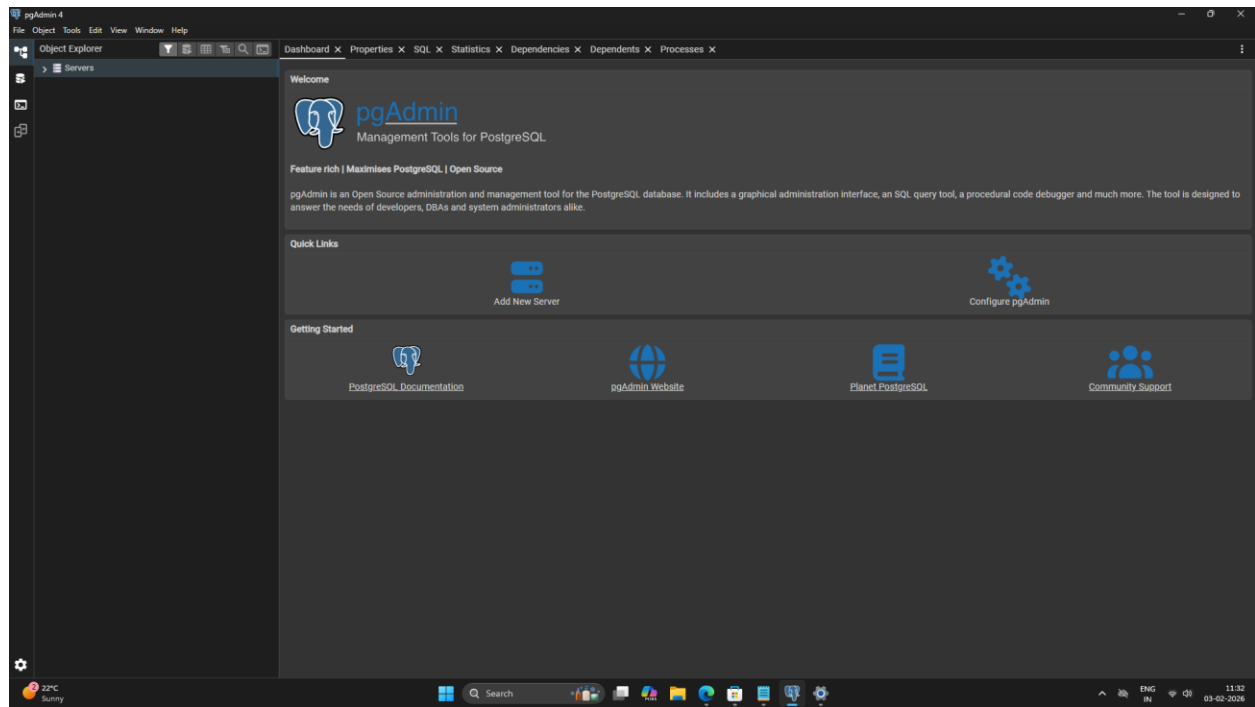 pgAdmin 4
File Object Tools Edit View Window Help
Object Explorer
Dashboard Properties SQL Statistics Dependencies Dependents Processes
Servers
Welcome
pgAdmin
Management Tools for PostgreSQL
Feature rich | Maximises PostgreSQL | Open Source
pgAdmin is an Open Source administration and management tool for the PostgreSQL database. It includes a graphical administration interface, an SQL query tool, a procedural code debugger and much more. The tool is designed to
answer the needs of developers, DBAs and system administrators alike.
Quick Links
Add New Server
Configure pgAdmin
Getting Started
PostgreSQL Documentation
pgAdmin Website
Planet PostgreSQL
Community Support
2
22°C
Sunny
Search
ENG
IN
11:32
03-02-2026